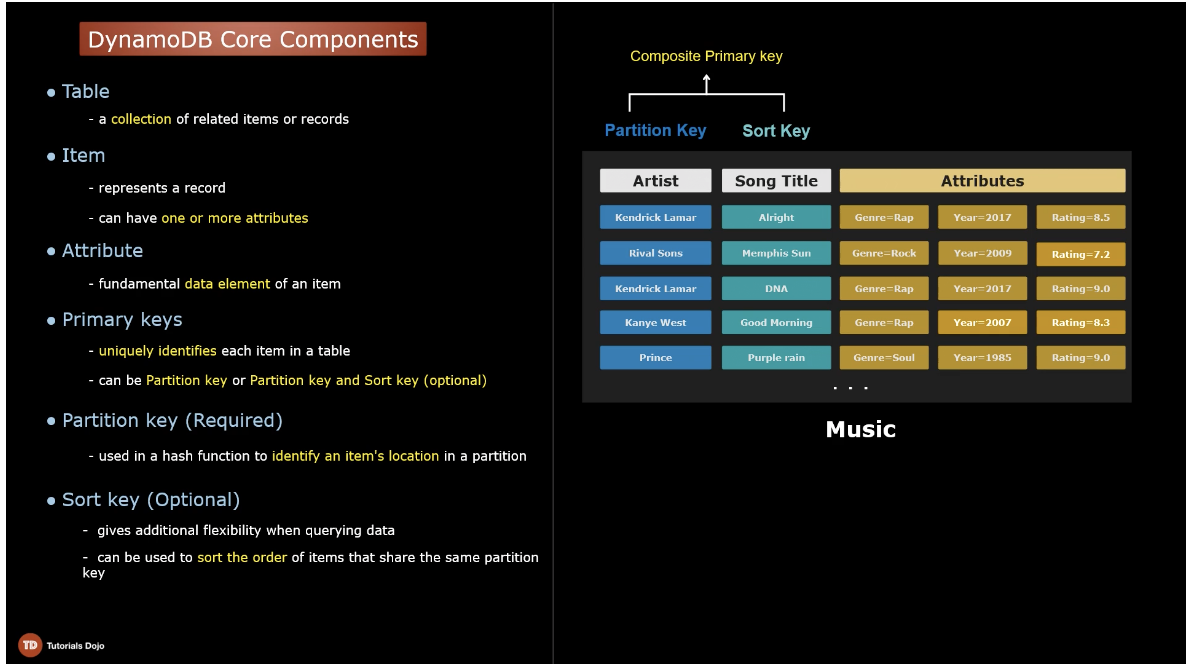 DynamoDB Core Components
● Table
- a collection of related items or records
● Item
- represents a record
- can have one or more attributes
● Attribute
- fundamental data element of an item
● Primary keys
- uniquely identifies each item in a table
- can be Partition key or Partition key and Sort key (optional)
● Partition key (Required)
- used in a hash function to identify an item's location in a partition
● Sort key (Optional)
- gives additional flexibility when querying data
- can be used to sort the order of items that share the same partition
key
TD Tutorials Dojo
Composite Primary key
Partition Key Sort Key
Artist Song Title Attributes
Kendrick Lamar Alright Genre=Rap Year=2017 Rating=8.5
Rival Sons Memphis Sun Genre=Rock Year=2009 Rating=7.2
Kendrick Lamar DNA Genre=Rap Year=2017 Rating=9.0
Kanye West Good Morning Genre=Rap Year=2007 Rating=8.3
Prince Purple rain Genre=Soul Year=1985 Rating=9.0
. . .
Music